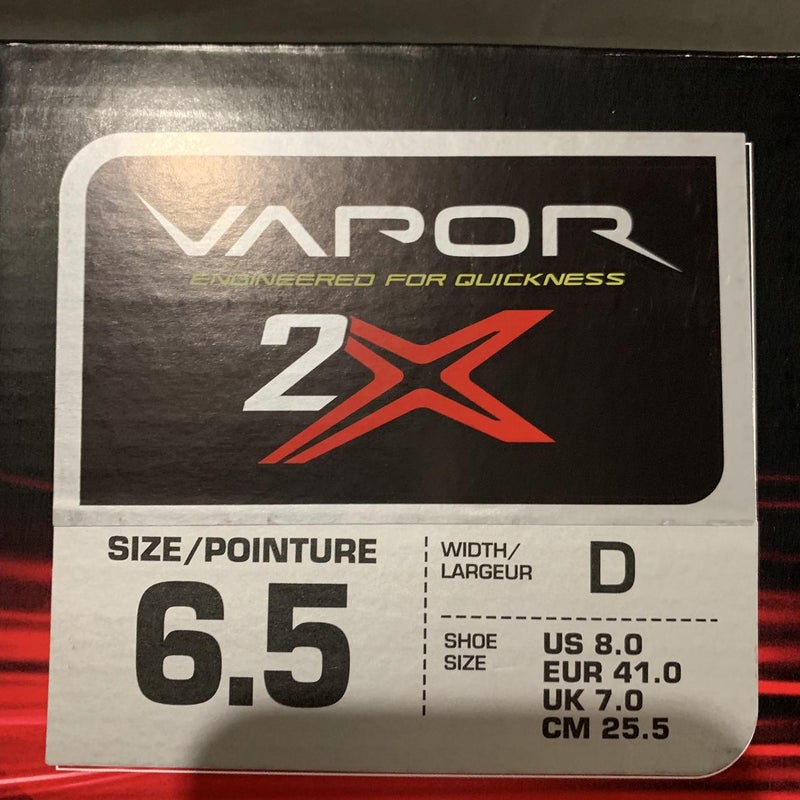 VAPOR
ENGINEERED FOR QUICKNESS
2X
SIZE/POINTURE
6.5
WIDTH/
LARGEUR
D
SHOE
SIZE
US 8.0
EUR 41.0
UK 7.0
CM 25.5